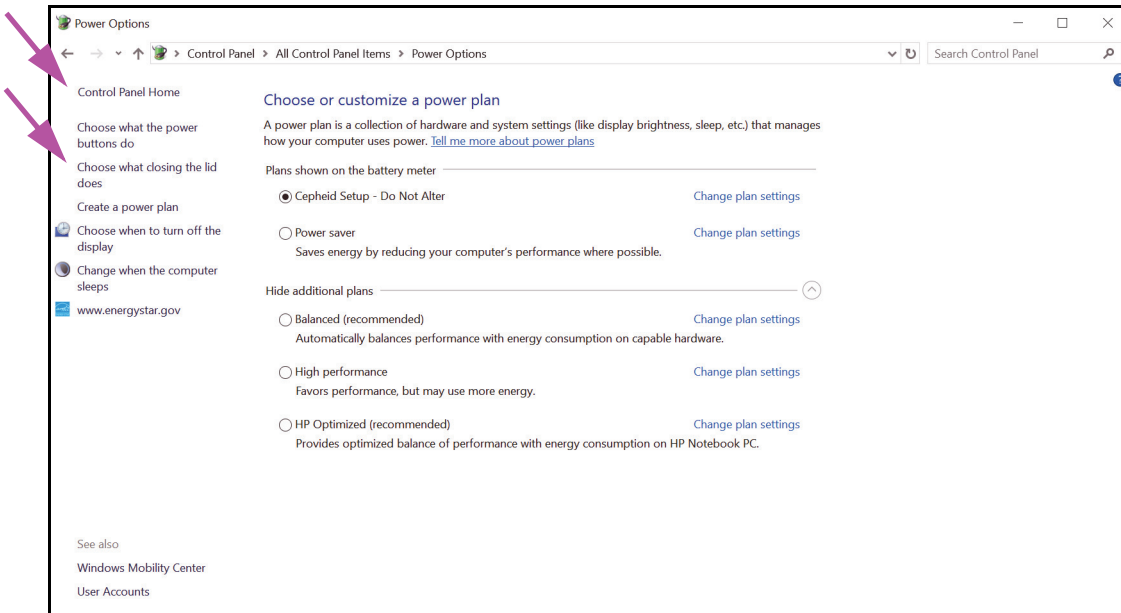 Power Options
Control Panel > All Control Panel Items > Power Options
Search Control Panel
Control Panel Home
Choose what the power
buttons do
Choose what closing the lid
does
Create a power plan
Choose when to turn off the
display
Change when the computer
sleeps
www.energystar.gov
Choose or customize a power plan
A power plan is a collection of hardware and system settings (like display brightness, sleep, etc.) that manages
how your computer uses power. Tell me more about power plans
Plans shown on the battery meter
Cepheid Setup - Do Not Alter Change plan settings
Power saver Change plan settings
Saves energy by reducing your computer's performance where possible.
Hide additional plans
Balanced (recommended) Change plan settings
Automatically balances performance with energy consumption on capable hardware.
High performance Change plan settings
Favors performance, but may use more energy.
HP Optimized (recommended) Change plan settings
Provides optimized balance of performance with energy consumption on HP Notebook PC.
See also
Windows Mobility Center
User Accounts